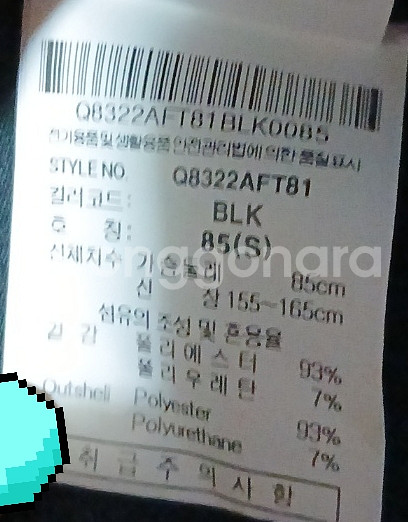 Q8322AFT81BLK0085
전기용품및생활용품 안전관리법에 의한 품질 표시
STYLE NO. Q8322AFT81
컬러코드: BLK
호 칭: 85(S)
신체치수 가슴둘레 85cm
신 장 155~165cm
섬유의 조성 및 혼용율
겉 감 폴리에스터 93%
폴리우레탄 7%
Outshell Polyester 93%
Polyurethane 7%
취 급 주 의 사 항
onggonara